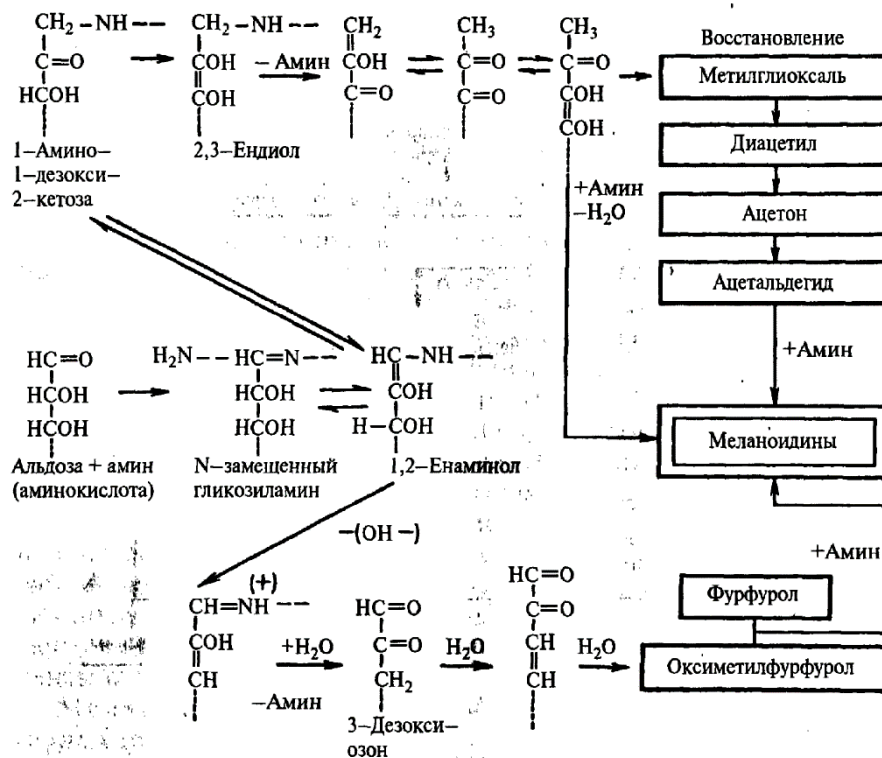 CH₂–NH--- CH₂–NH--- CH₂ CH₃ CH₃ Восстановление
C=O COH –Амин COH C=O C=O Метилглиоксаль
HCOH COH C=O C=O COH
COH
1–Амино–
1–дезокси–
2–кетоза
2,3–Ендиол
Диацетил
+Амин
–H₂O
Ацетон
Ацетальдегид
+Амин
HC=O H₂N---HC=N--- HC–NH---
HCOH HCOH COH
HCOH HCOH H–COH
Меланоидины
Альдоза + амин
(аминокислота)
N–замещенный
гликозиламин
1,2–Енаминол
–(OH–)
+Амин
(+)
CH=NH--- HC=O HC=O
COH +H₂O C=O H₂O C=O H₂O
CH –Амин CH₂ CH
CH
Фурфурол
Оксиметилфурфурол
3–Дезокси–
озон